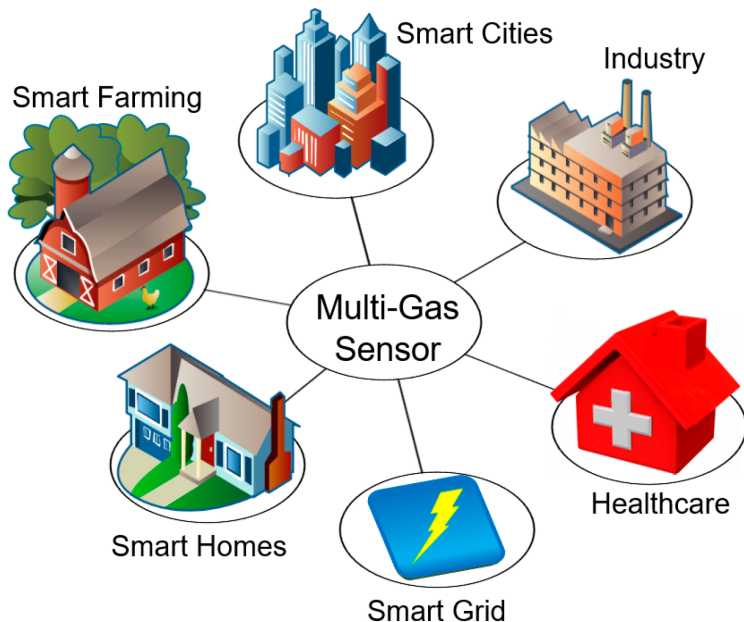 Smart Cities
Industry
Smart Farming
Multi-Gas
Sensor
Healthcare
Smart Homes
Smart Grid